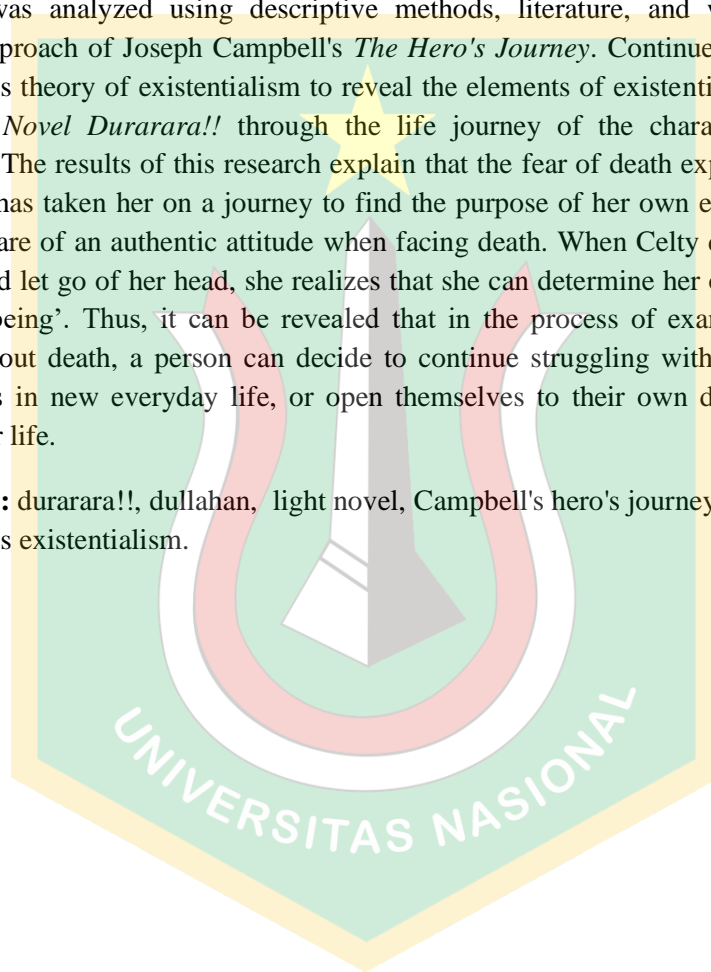 was analyzed using descriptive methods, literature, and
proach of Joseph Campbell's The Hero's Journey. Continue
s theory of existentialism to reveal the elements of existenti
Novel Durarara!! through the life journey of the chara
The results of this research explain that the fear of death exp
has taken her on a journey to find the purpose of her own e
are of an authentic attitude when facing death. When Celty
d let go of her head, she realizes that she can determine her
being’. Thus, it can be revealed that in the process of exa
out death, a person can decide to continue struggling with
s in new everyday life, or open themselves to their own d
r life.
: durarara!!, dullahan, light novel, Campbell's hero's journey
s existentialism.
UNIVERSITAS NASIONAL